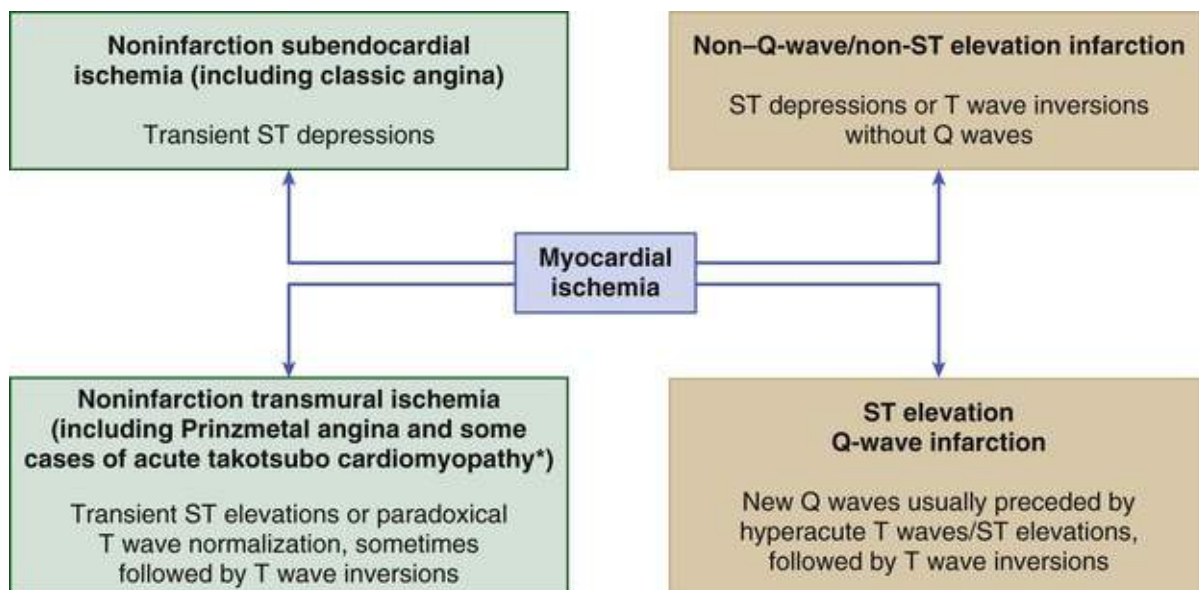 Noninfarction subendocardial
ischemia (including classic angina)
Transient ST depressions
Non–Q-wave/non-ST elevation infarction
ST depressions or T wave inversions
without Q waves
Myocardial
ischemia
Noninfarction transmural ischemia
(including Prinzmetal angina and some
cases of acute takotsubo cardiomyopathy*)
Transient ST elevations or paradoxical
T wave normalization, sometimes
followed by T wave inversions
ST elevation
Q-wave infarction
New Q waves usually preceded by
hyperacute T waves/ST elevations,
followed by T wave inversions